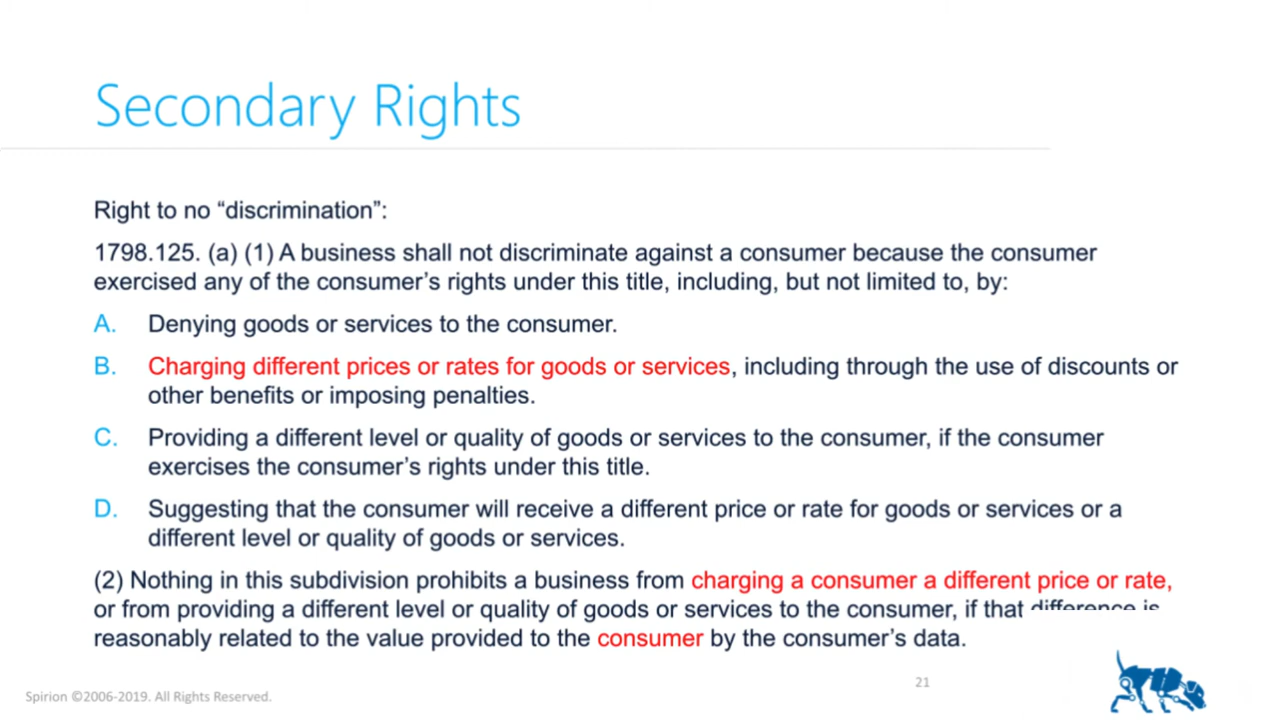 Secondary Rights
Right to no “discrimination”:
1798.125. (a) (1) A business shall not discriminate against a consumer because the consumer
exercised any of the consumer’s rights under this title, including, but not limited to, by:
A. Denying goods or services to the consumer.
B. Charging different prices or rates for goods or services, including through the use of discounts or
other benefits or imposing penalties.
C. Providing a different level or quality of goods or services to the consumer, if the consumer
exercises the consumer’s rights under this title.
D. Suggesting that the consumer will receive a different price or rate for goods or services or a
different level or quality of goods or services.
(2) Nothing in this subdivision prohibits a business from charging a consumer a different price or rate,
or from providing a different level or quality of goods or services to the consumer, if that difference is
reasonably related to the value provided to the consumer by the consumer’s data.
Spirion ©2006-2019. All Rights Reserved.
21